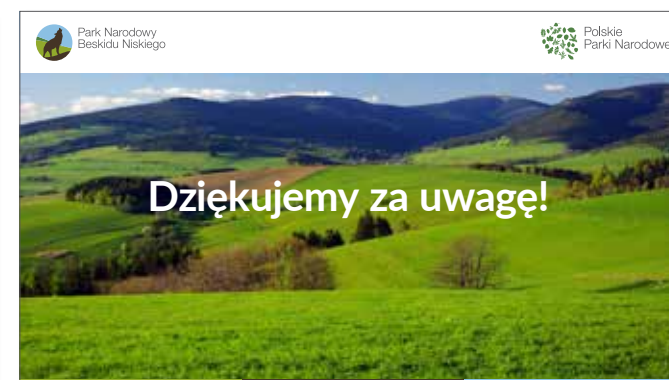 Park Narodowy
Beskidu Niskiego
Polskie
Parki Narodowe
Dziękujemy za uwagę!